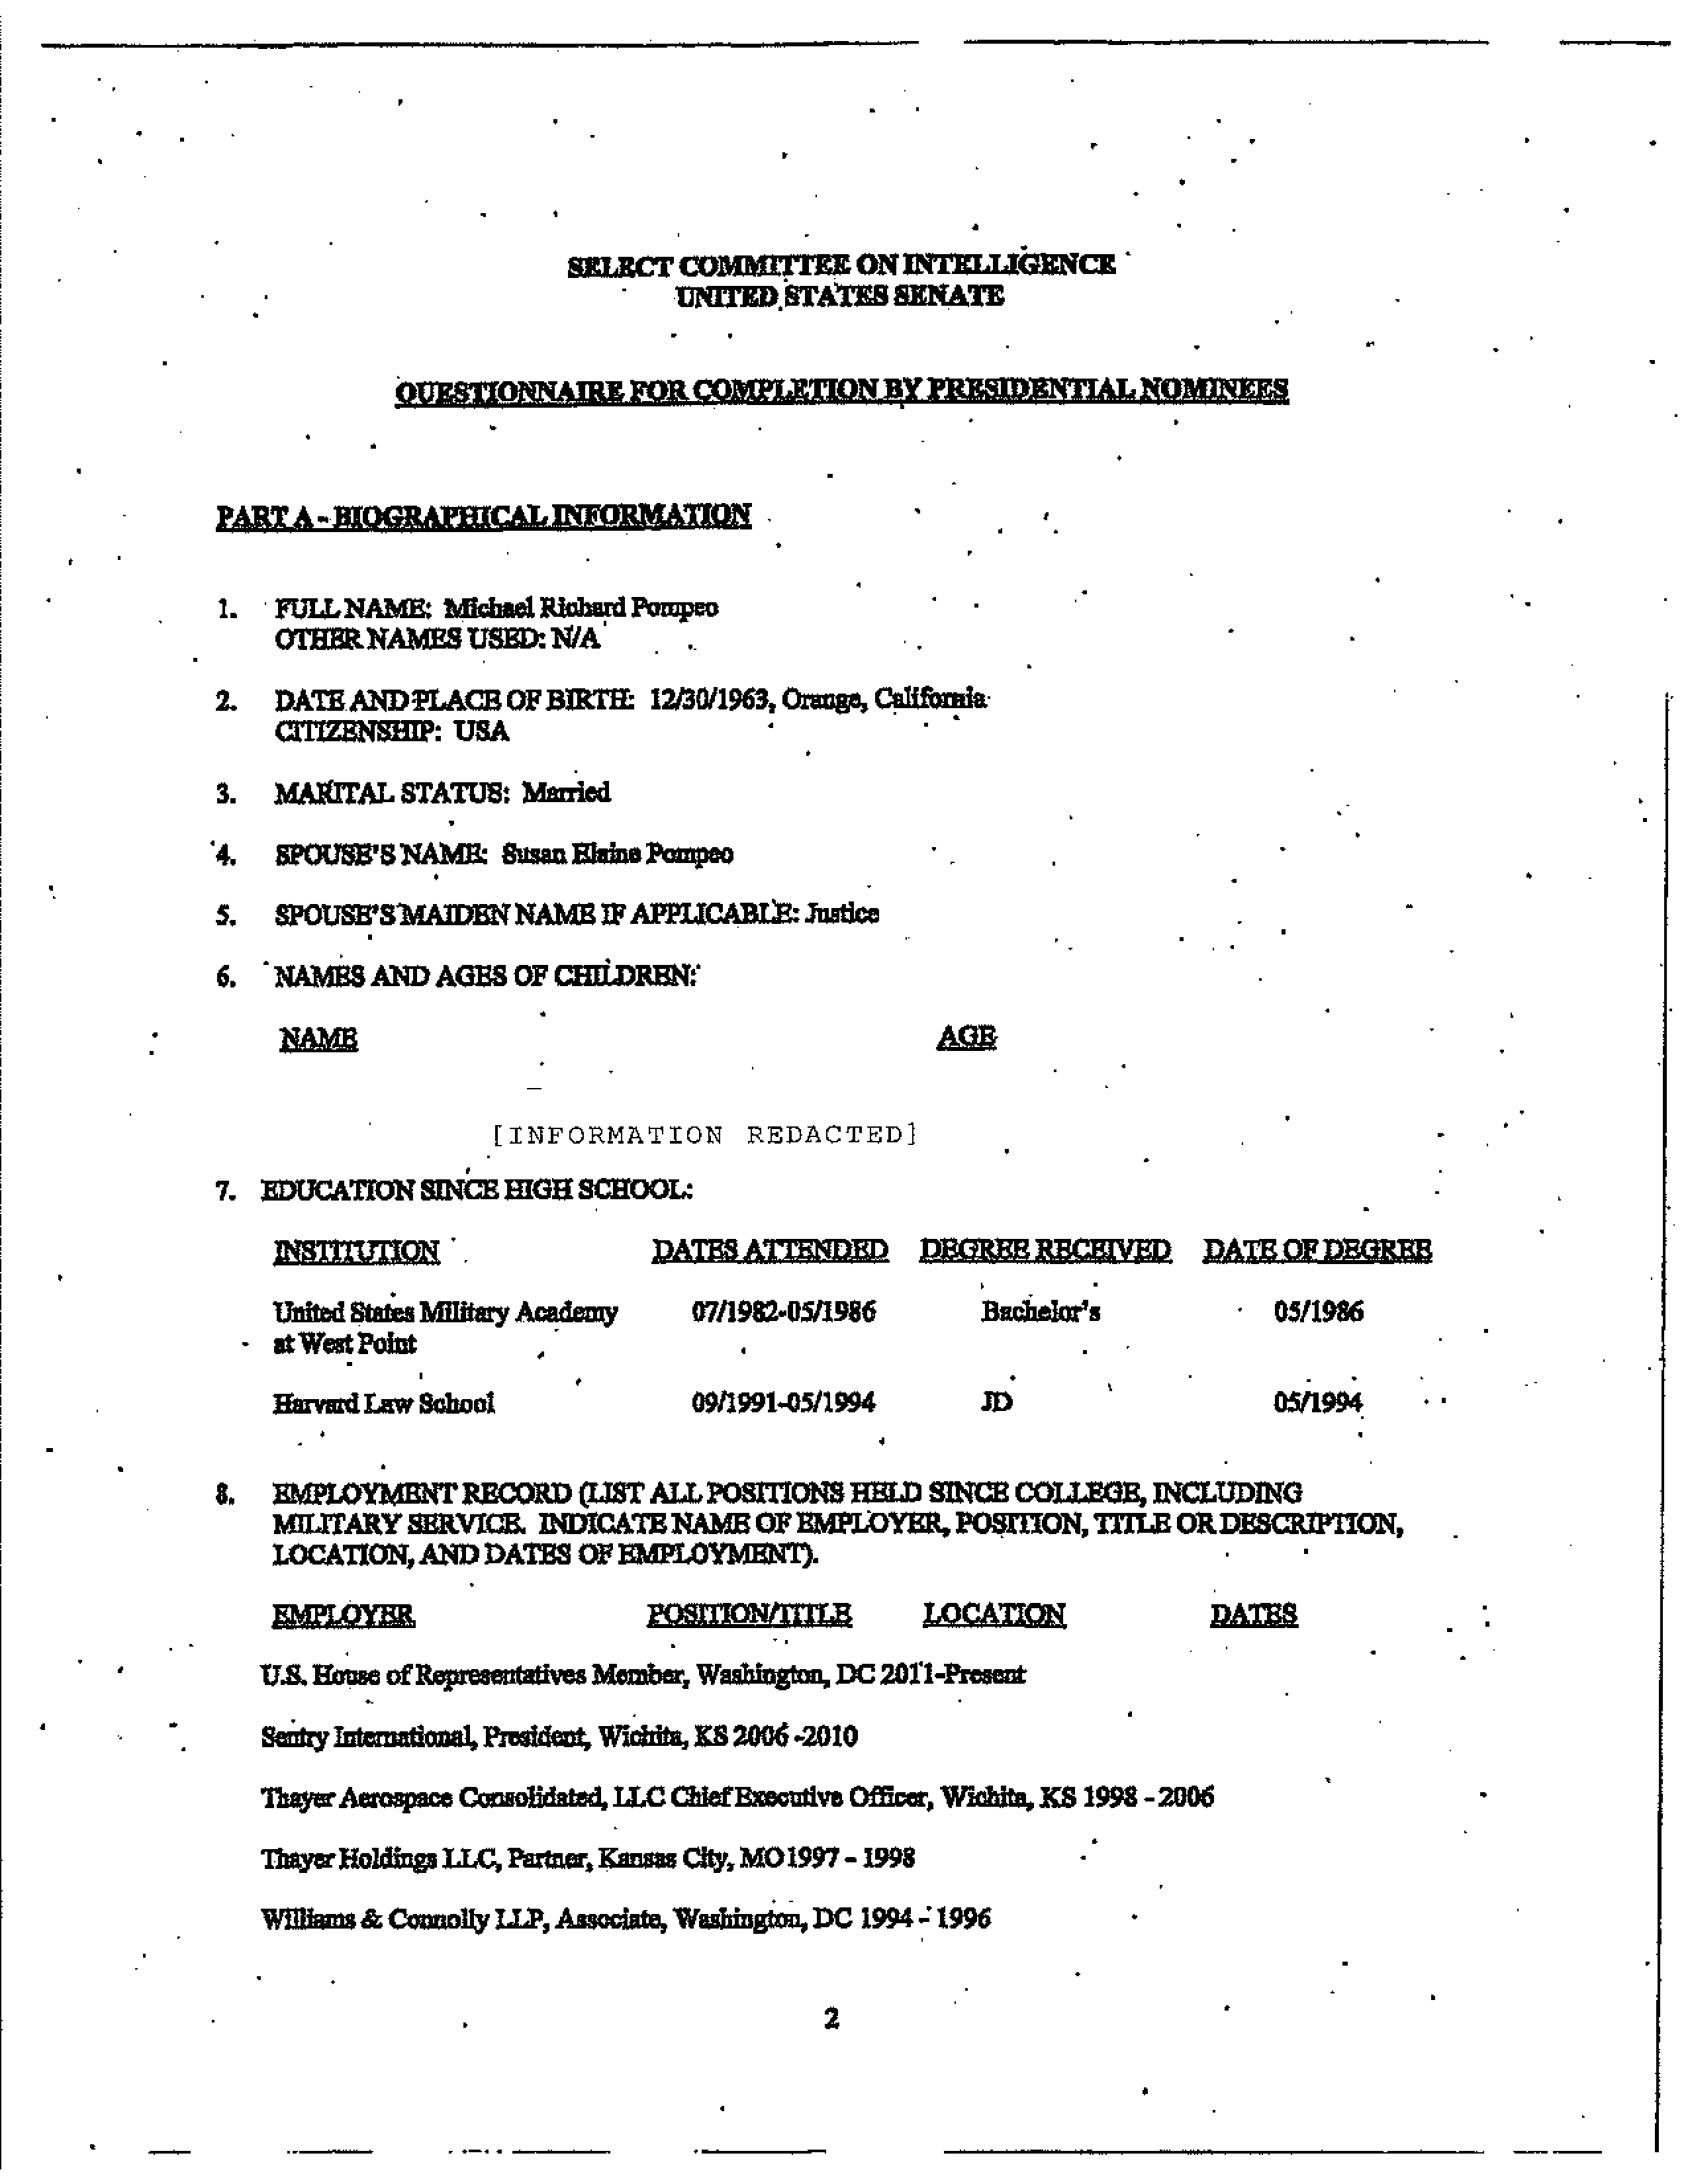 SELECT COMMITTEE ON INTELLIGENCE
UNITED STATES SENATE
QUESTIONNAIRE FOR COMPLETION BY PRESIDENTIAL NOMINEES
PART A - BIOGRAPHICAL INFORMATION
1. FULL NAME: Michael Richard Pompeo
OTHER NAMES USED: N/A
2. DATE AND PLACE OF BIRTH: 12/30/1963, Orange, California
CITIZENSHIP: USA
3. MARITAL STATUS: Married
4. SPOUSE'S NAME: Susan Elaine Pompeo
5. SPOUSE'S MAIDEN NAME IF APPLICABLE: Justice
6. NAMES AND AGES OF CHILDREN:
NAME AGE
[INFORMATION REDACTED]
7. EDUCATION SINCE HIGH SCHOOL:
INSTITUTION DATES ATTENDED DEGREE RECEIVED DATE OF DEGREE
United States Military Academy 07/1982-05/1986 Bachelor's 05/1986
at West Point
Harvard Law School 09/1991-05/1994 JD 05/1994
8. EMPLOYMENT RECORD (LIST ALL POSITIONS HELD SINCE COLLEGE, INCLUDING
MILITARY SERVICE. INDICATE NAME OF EMPLOYER, POSITION, TITLE OR DESCRIPTION,
LOCATION, AND DATES OF EMPLOYMENT).
EMPLOYER POSITION/TITLE LOCATION DATES
U.S. House of Representatives Member, Washington, DC 2011-Present
Sentry International, President, Wichita, KS 2006 -2010
Thayer Aerospace Consolidated, LLC Chief Executive Officer, Wichita, KS 1998 - 2006
Thayer Holdings LLC, Partner, Kansas City, MO 1997 - 1998
Williams & Connolly LLP, Associate, Washington, DC 1994 - 1996
2